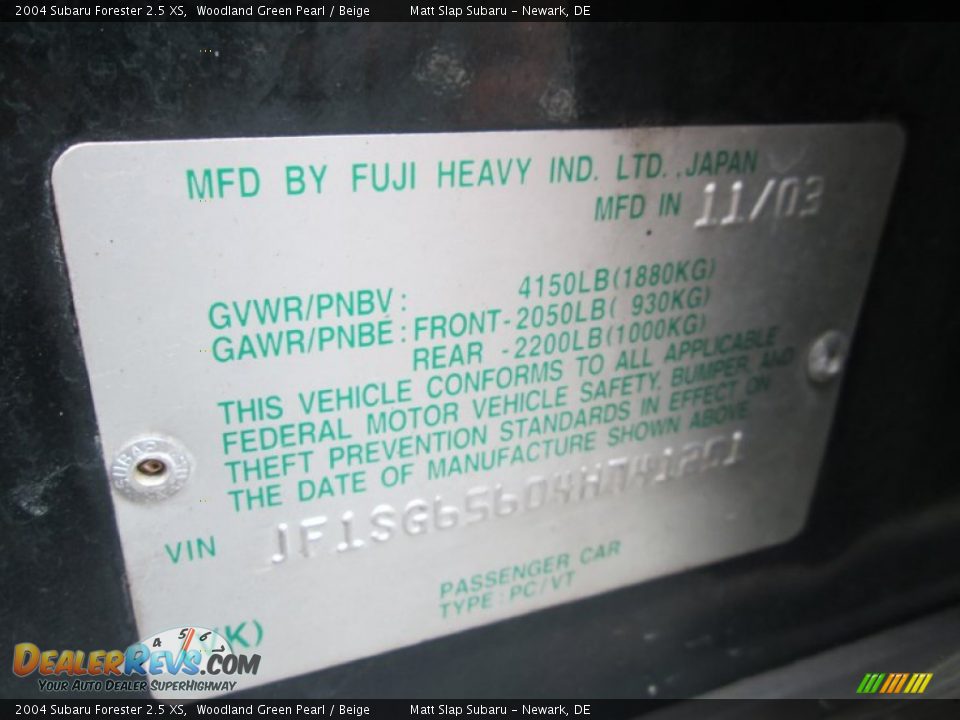 2004 Subaru Forester 2.5 XS, Woodland Green Pearl / Beige Matt Slap Subaru - Newark, DE
MFD BY FUJI HEAVY IND. LTD. ,JAPAN
MFD IN 11/03
GVWR/PNBV : 4150LB(1880KG)
GAWR/PNBE : FRONT-2050LB( 930KG)
REAR -2200LB(1000KG)
THIS VEHICLE CONFORMS TO ALL APPLICABLE
FEDERAL MOTOR VEHICLE SAFETY, BUMPER, AND
THEFT PREVENTION STANDARDS IN EFFECT ON
THE DATE OF MANUFACTURE SHOWN ABOVE
VIN
PASSENGER CAR
TYPE : PC/VT
DEALERREVS.COM
YOUR AUTO DEALER SUPERHIGHWAY
2004 Subaru Forester 2.5 XS, Woodland Green Pearl / Beige Matt Slap Subaru - Newark, DE